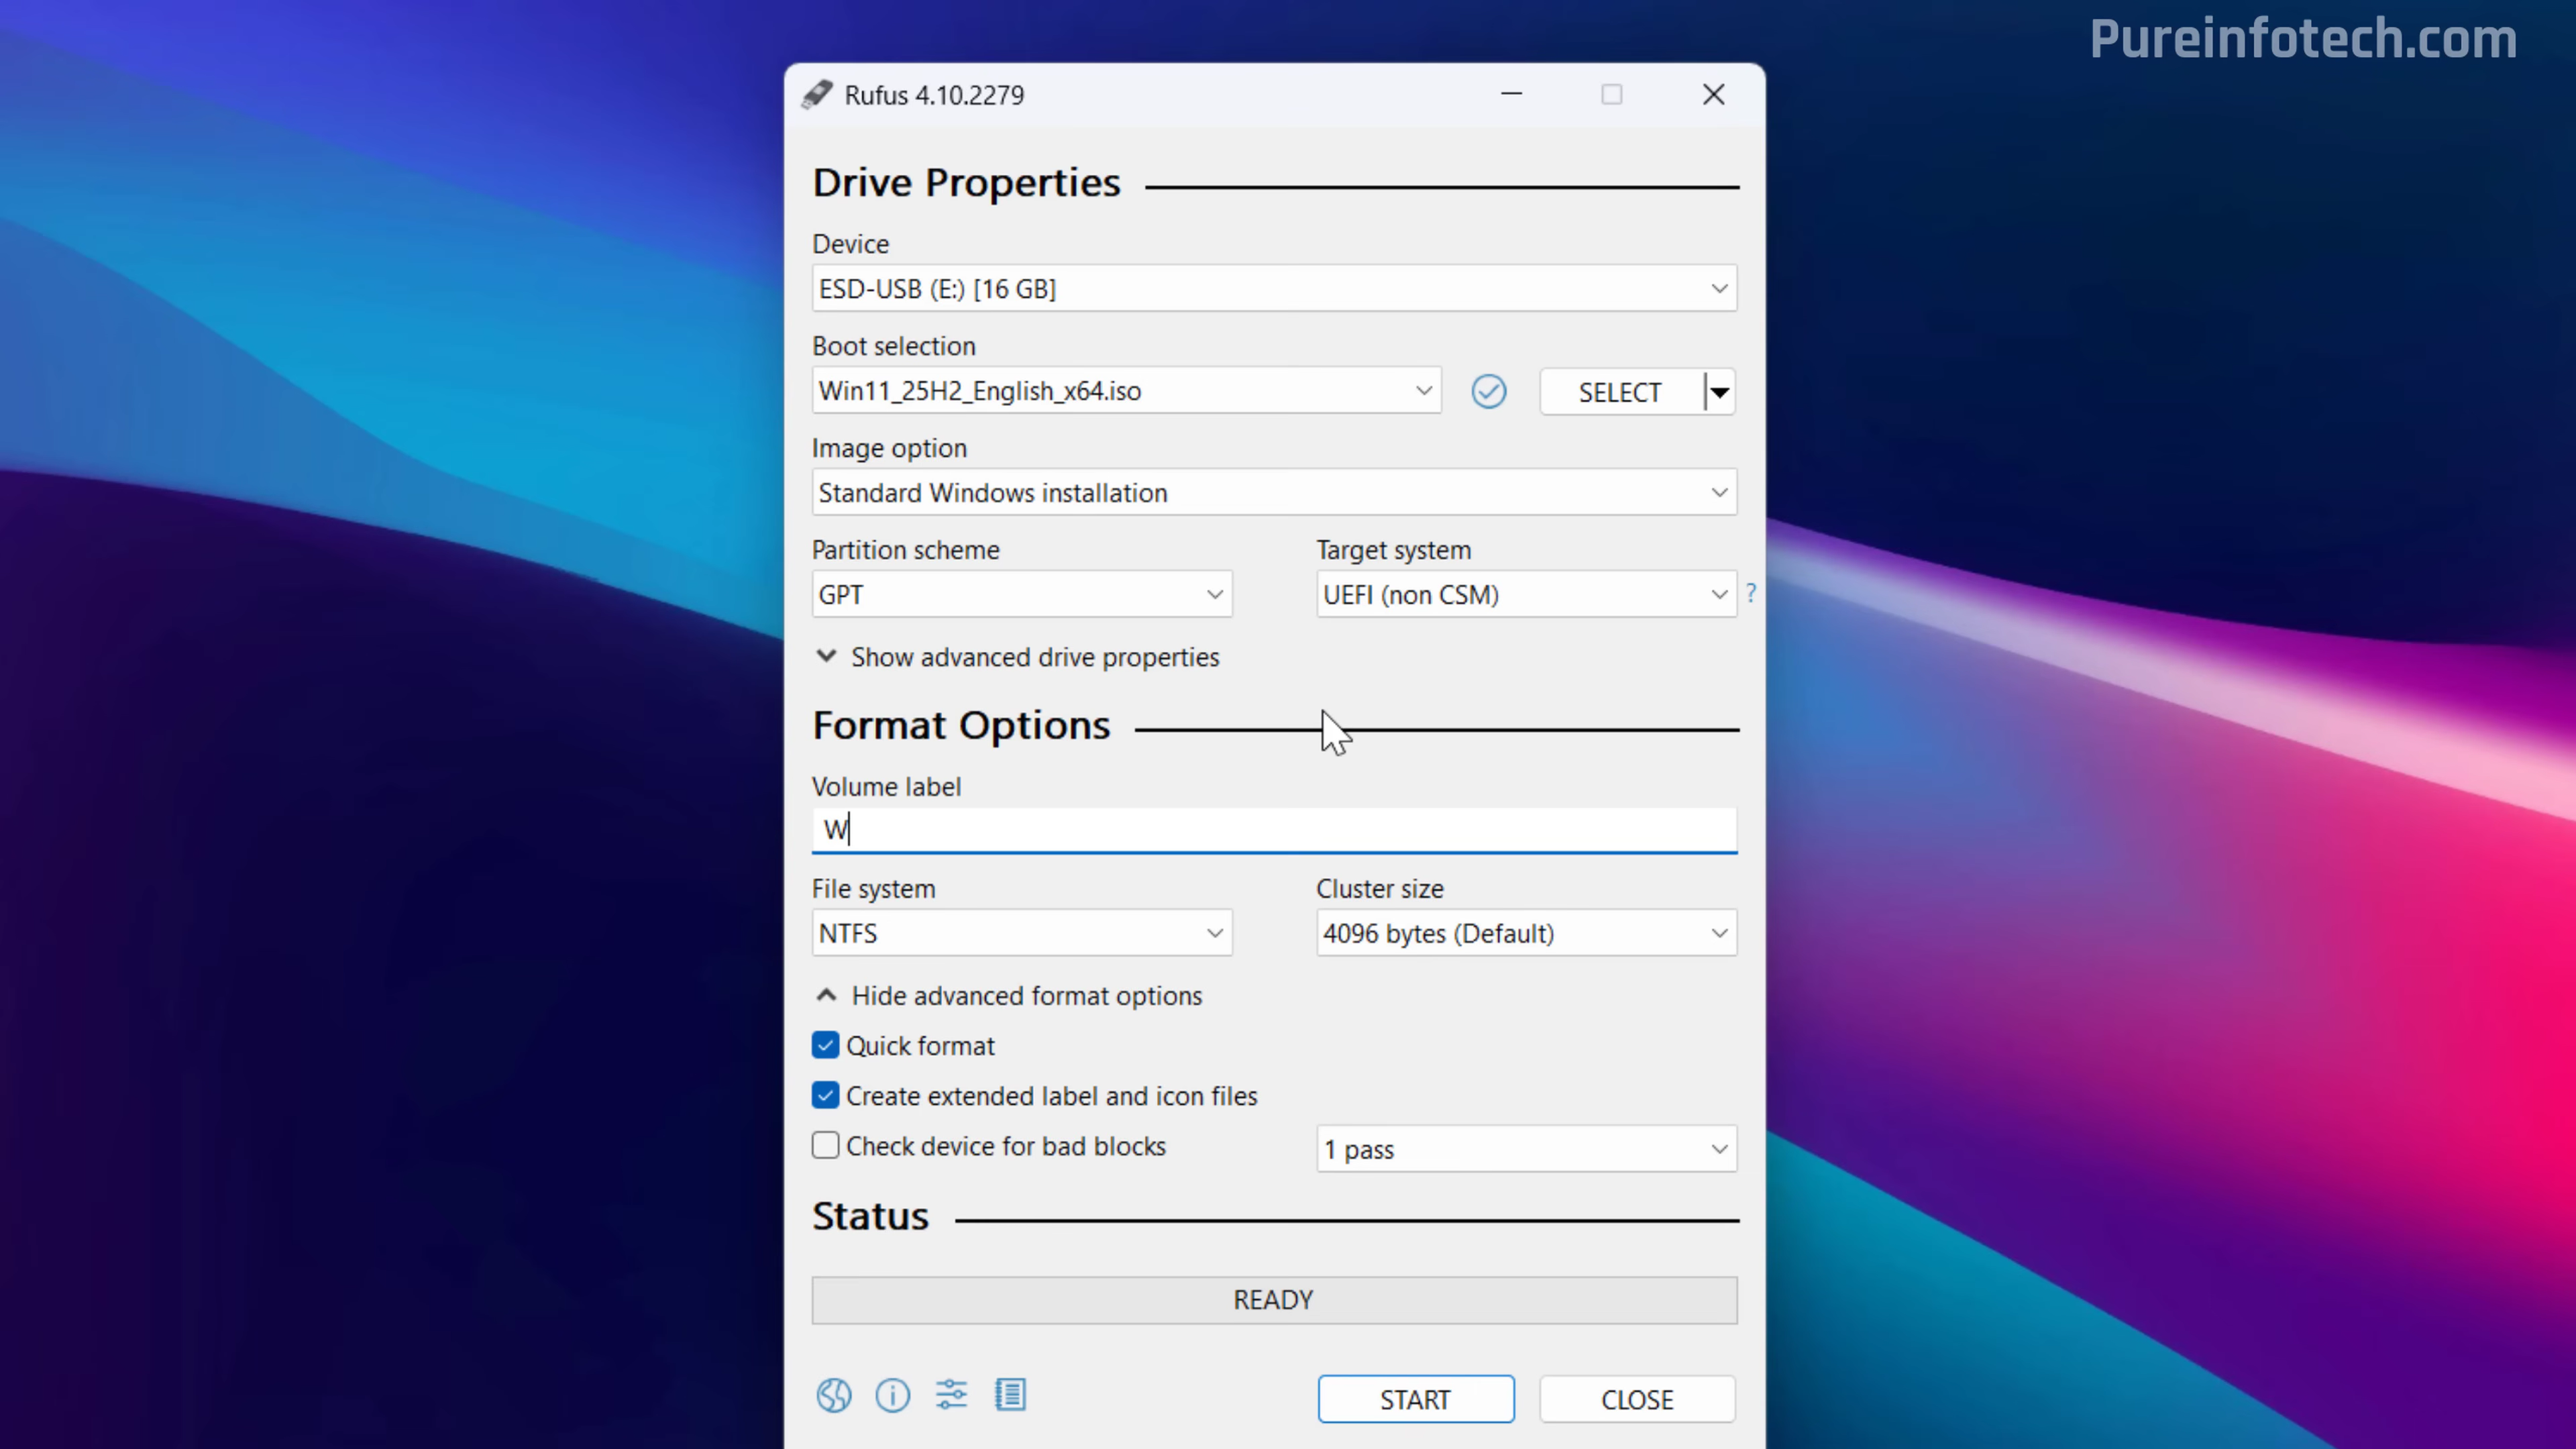 Pureinfotech.com
Rufus 4.10.2279
Drive Properties
Device
ESD-USB (E:) [16 GB]
Boot selection
Win11_25H2_English_x64.iso
SELECT
Image option
Standard Windows installation
Partition scheme
Target system
GPT
UEFI (non CSM)
?
Show advanced drive properties
Format Options
Volume label
W
File system
Cluster size
NTFS
4096 bytes (Default)
Hide advanced format options
Quick format
Create extended label and icon files
Check device for bad blocks
1 pass
Status
READY
START
CLOSE